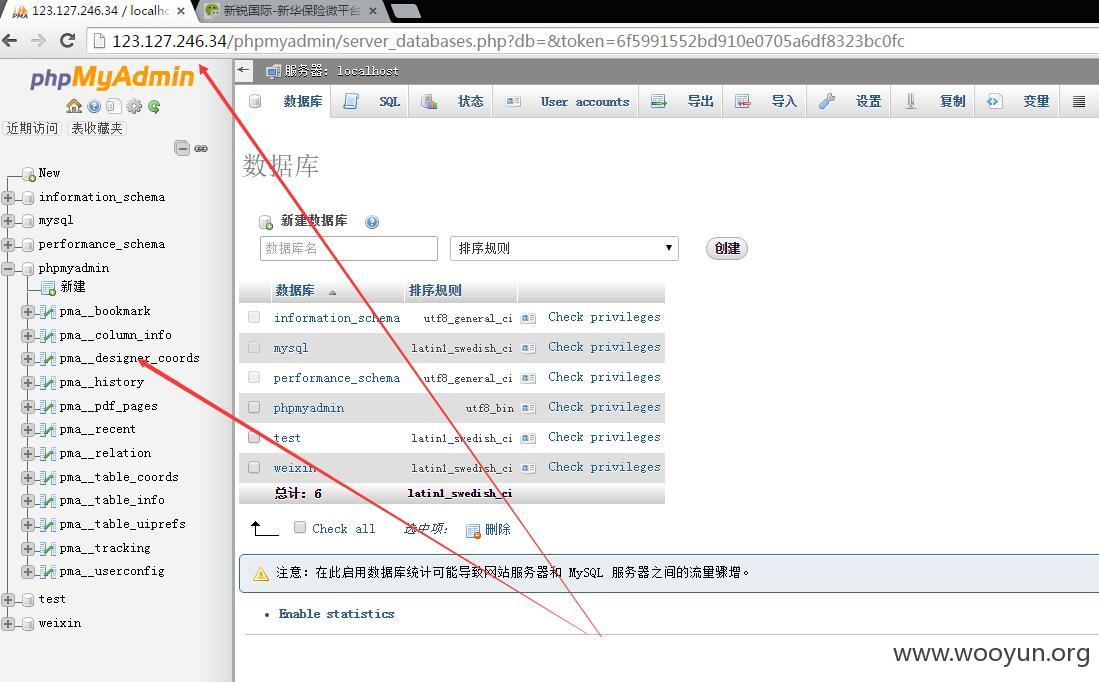 123.127.246.34 / localhc
新锐国际-新华保险微平台
123.127.246.34/phpmyadmin/server_databases.php?db=&token=6f5991552bd910e0705a6df8323bc0fc
phpMyAdmin
近期访问 表收藏夹
New
information_schema
mysql
performance_schema
phpmyadmin
新建
pma__bookmark
pma__column_info
pma__designer_coords
pma__history
pma__pdf_pages
pma__recent
pma__relation
pma__table_coords
pma__table_info
pma__table_uiprefs
pma__tracking
pma__userconfig
test
weixin
服务器: localhost
数据库 SQL 状态 User accounts 导出 导入 设置 复制 变量
数据库
新建数据库
数据库名 排序规则 创建
数据库 排序规则
information_schema utf8_general_ci Check privileges
mysql latin1_swedish_ci Check privileges
performance_schema utf8_general_ci Check privileges
phpmyadmin utf8_bin Check privileges
test latin1_swedish_ci Check privileges
weixin latin1_swedish_ci Check privileges
总计: 6 latin1_swedish_ci
Check all 选中项: 删除
注意: 在此启用数据库统计可能导致网站服务器和 MySQL 服务器之间的流量骤增。
Enable statistics
www.wooyun.org